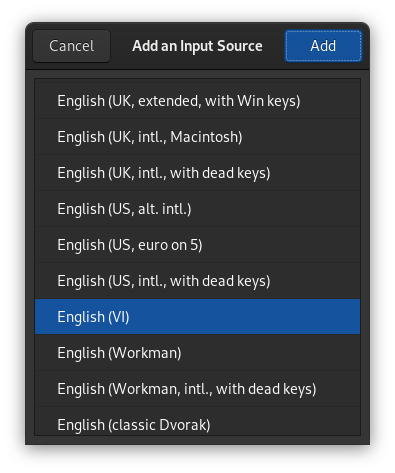 Cancel
Add an Input Source
Add
English (UK, extended, with Win keys)
English (UK, intl., Macintosh)
English (UK, intl., with dead keys)
English (US, alt. intl.)
English (US, euro on 5)
English (US, intl., with dead keys)
English (VI)
English (Workman)
English (Workman, intl., with dead keys)
English (classic Dvorak)